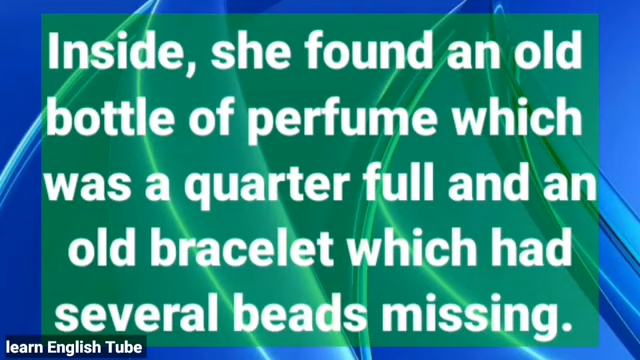 Inside, she found an old
bottle of perfume which
was a quarter full and an
old bracelet which had
several beads missing.
learn English Tube